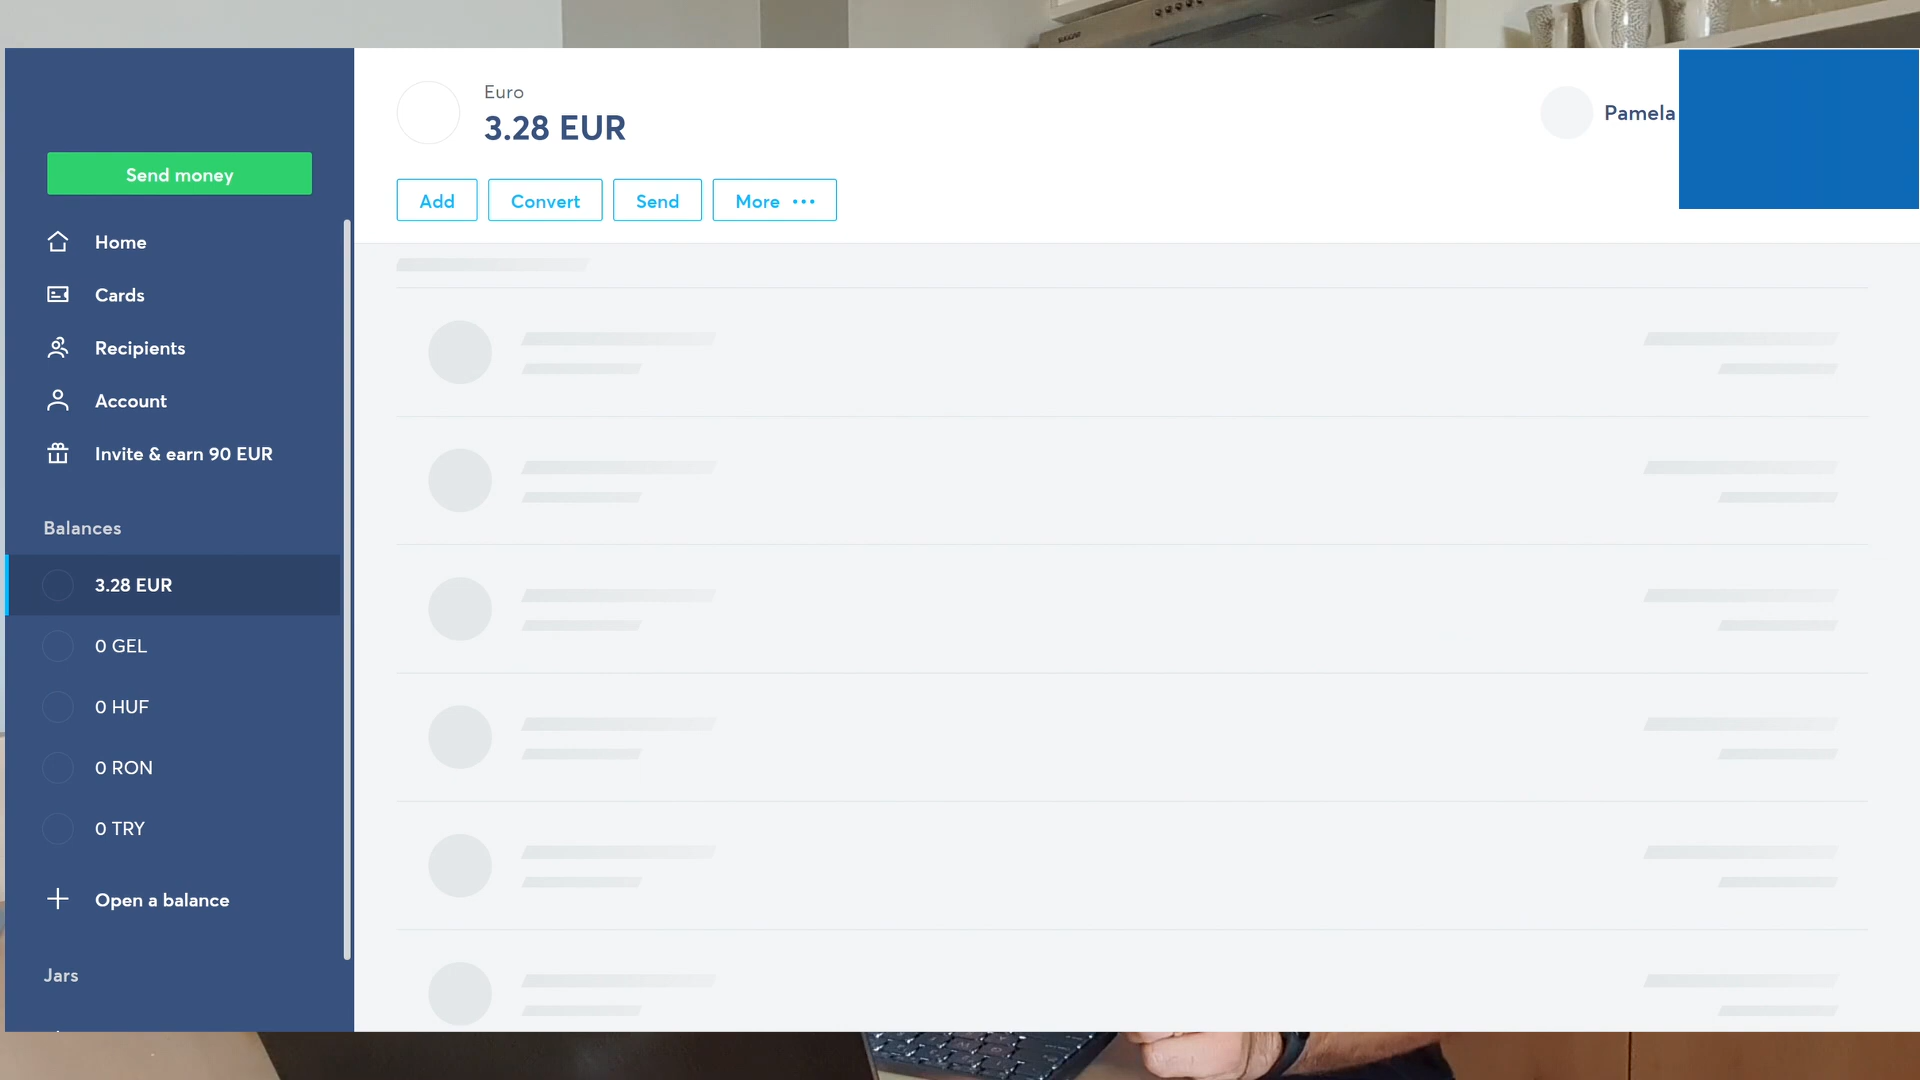 Euro
3.28 EUR
Pamela
Send money
Add
Convert
Send
More
Home
Cards
Recipients
Account
Invite & earn 90 EUR
Balances
3.28 EUR
0 GEL
0 HUF
0 RON
0 TRY
Open a balance
Jars